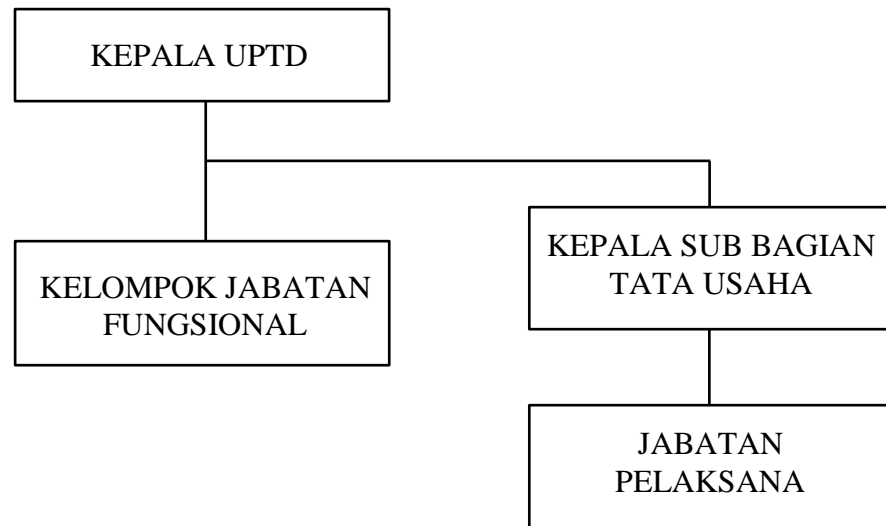 KEPALA UPTD
KEPALA SUB BAGIAN
TATA USAHA
KELOMPOK JABATAN
FUNGSIONAL
JABATAN
PELAKSANA